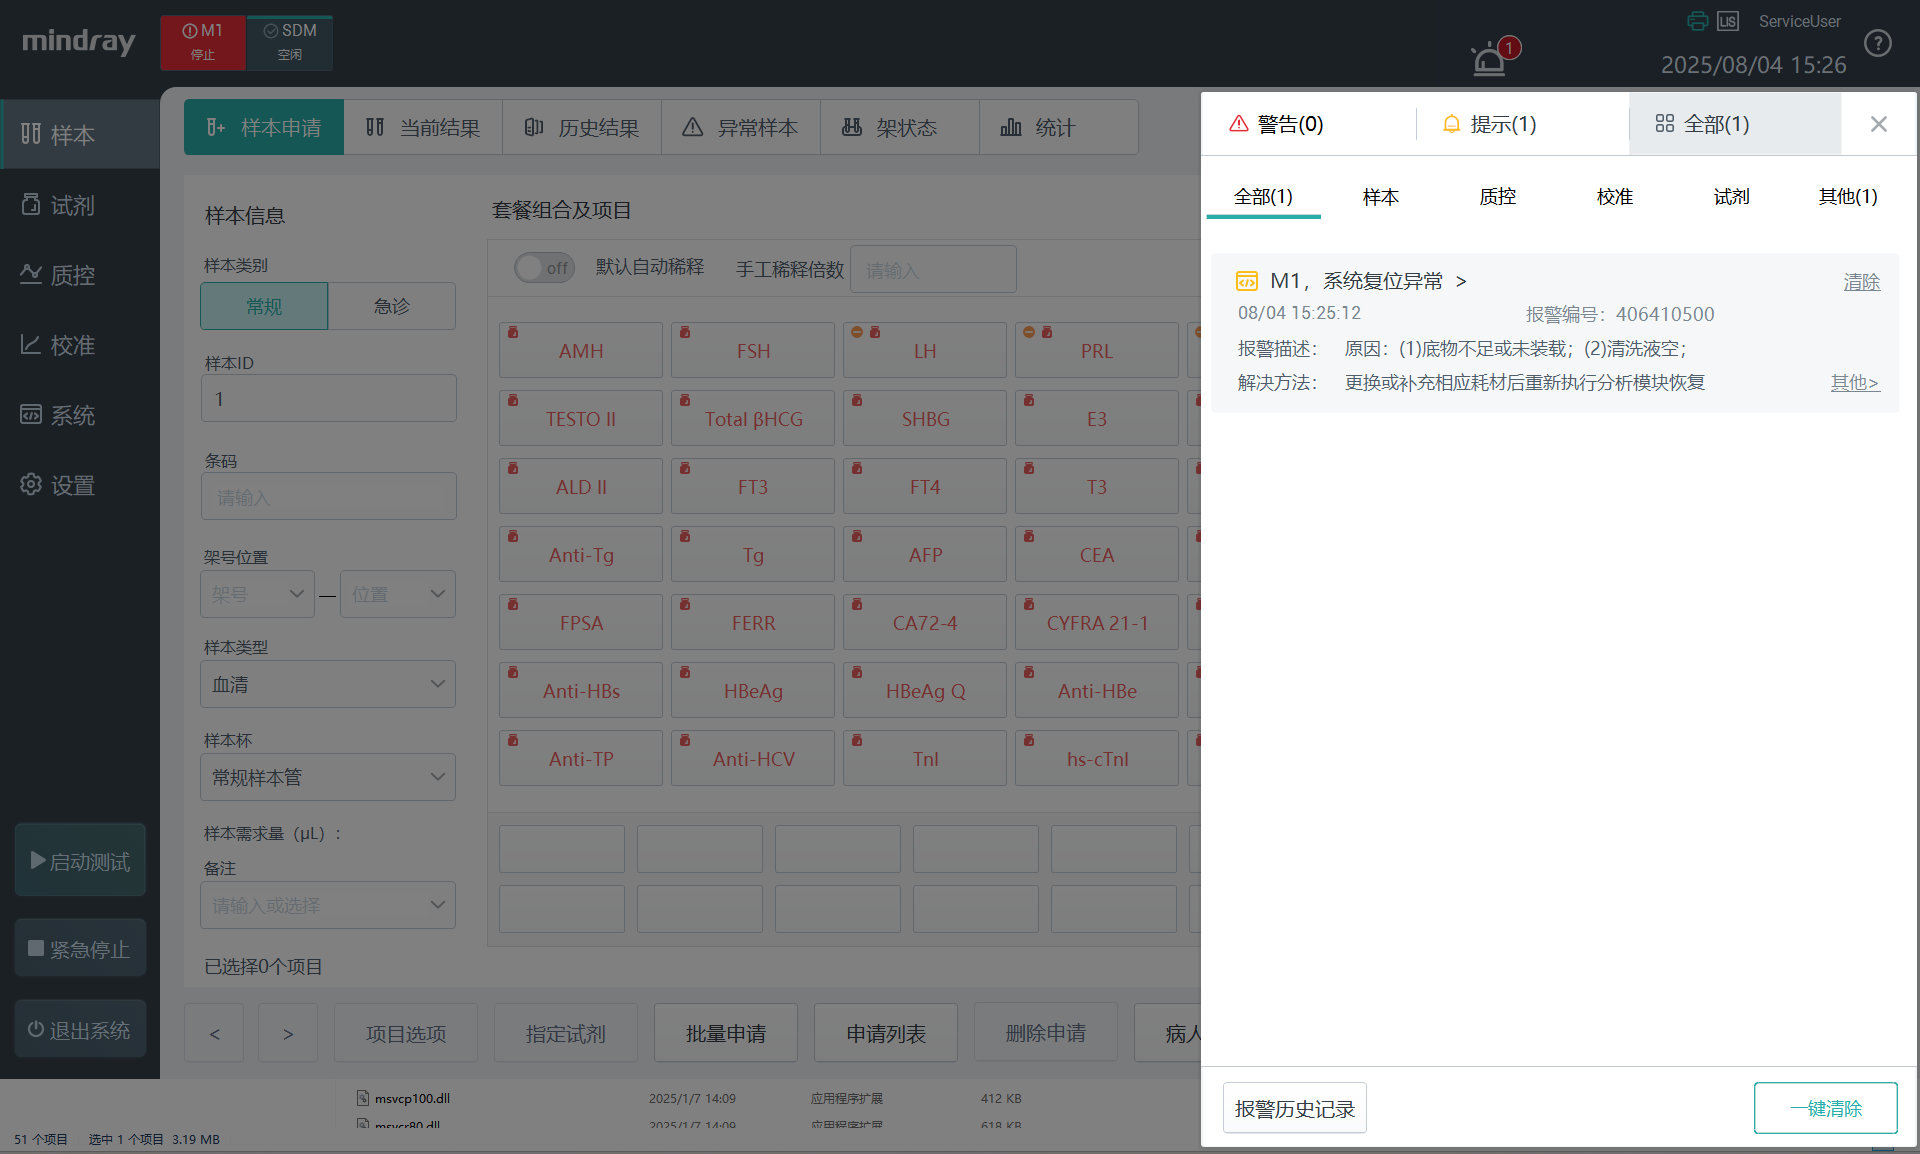 mindray
M1
停止
SDM
空闲
1
LIS
ServiceUser
2025/08/04 15:26
?
样本
试剂
质控
校准
系统
设置
启动测试
紧急停止
退出系统
样本申请
当前结果
历史结果
异常样本
架状态
统计
样本信息
样本类别
常规
急诊
样本ID
1
条码
请输入
架号位置
架号
—
位置
样本类型
血清
样本杯
常规样本管
样本需求量（μL）:
备注
请输入或选择
已选择0个项目
套餐组合及项目
off
默认自动稀释
手工稀释倍数
请输入
AMH
FSH
LH
PRL
TESTO II
Total βHCG
SHBG
E3
ALD II
FT3
FT4
T3
Anti-Tg
Tg
AFP
CEA
FPSA
FERR
CA72-4
CYFRA 21-1
Anti-HBs
HBeAg
HBeAg Q
Anti-HBe
Anti-TP
Anti-HCV
TnI
hs-cTnI
<
>
项目选项
指定试剂
批量申请
申请列表
删除申请
病人
警告(0)
提示(1)
全部(1)
全部(1)
样本
质控
校准
试剂
其他(1)
M1，系统复位异常 >
清除
08/04 15:25:12
报警编号：406410500
报警描述： 原因：(1)底物不足或未装载；(2)清洗液空；
解决方法： 更换或补充相应耗材后重新执行分析模块恢复
其他>
报警历史记录
一键清除
msvcp100.dll 2025/1/7 14:09 应用程序扩展 412 KB
msvcr80.dll 2025/1/7 14:09 应用程序扩展 618 KB
51 个项目 选中 1 个项目 3.19 MB